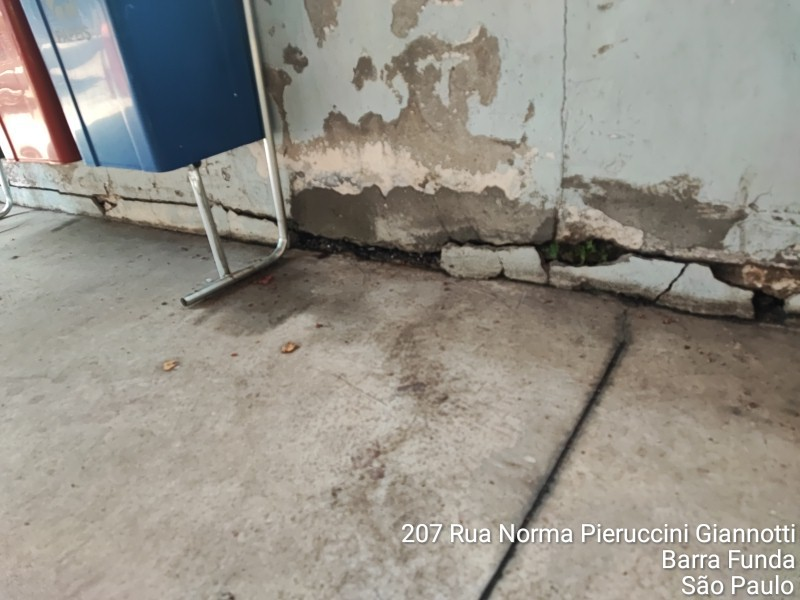 207 Rua Norma Pieruccini Giannotti
Barra Funda
São Paulo